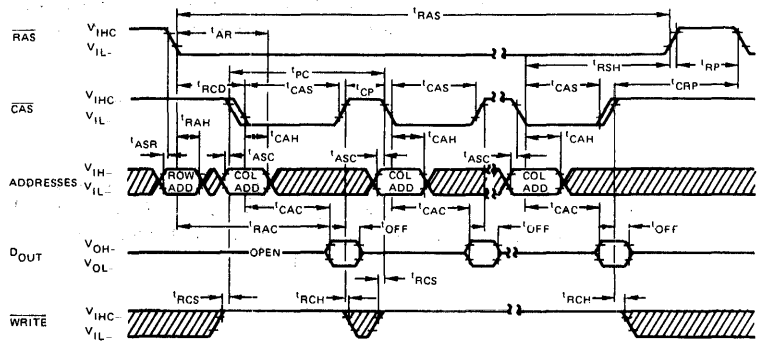 tRAS
RAS VIHC
VIL-
tAR
tRSH
tRP
tPC
tRCD
tCAS
tCP
tCAS
tCAS
tCRP
CAS VIHC-
VIL-
tRAH
tCAH
tCAH
tCAH
tASR
tASC
tASC
tASC
ADDRESSES VIH-
VIL-
ROW ADD
COL ADD
COL ADD
COL ADD
tCAC
tCAC
tCAC
tRAC
tOFF
tOFF
tOFF
DOUT VOH-
VOL-
OPEN
tRCS
tRCS
tRCH
tRCH
WRITE VIHC-
VIL-